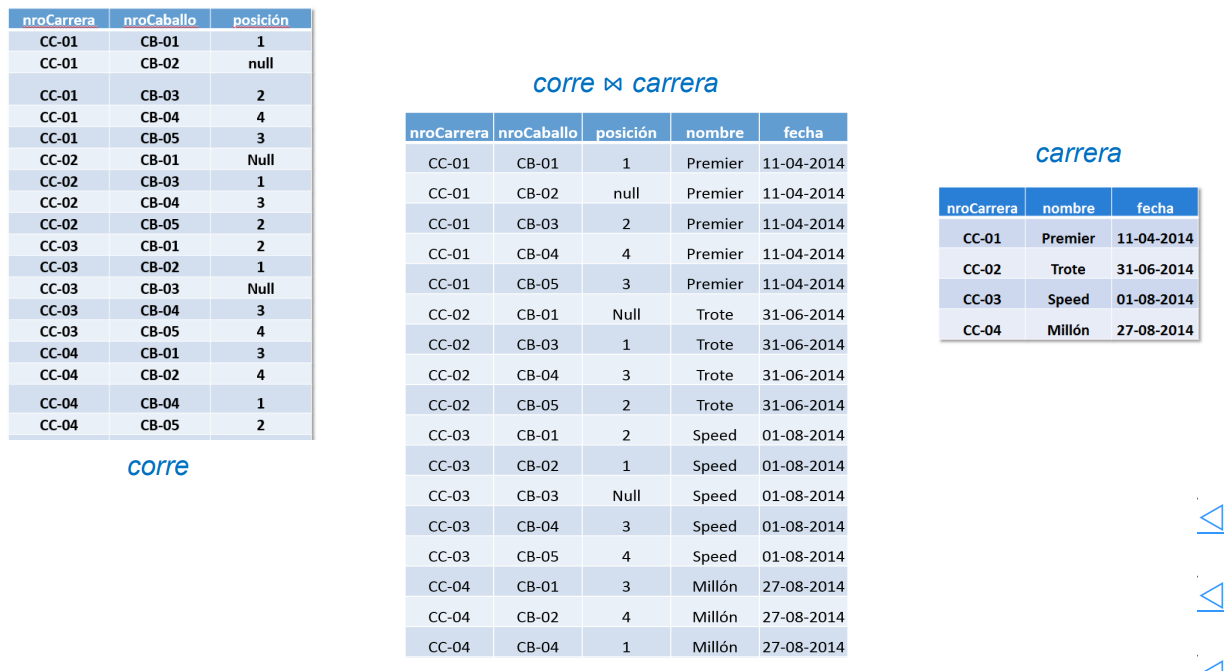 nroCarrera nroCaballo posición
CC-01 CB-01 1
CC-01 CB-02 null
CC-01 CB-03 2
CC-01 CB-04 4
CC-01 CB-05 3
CC-02 CB-01 Null
CC-02 CB-03 1
CC-02 CB-04 3
CC-02 CB-05 2
CC-03 CB-01 2
CC-03 CB-02 1
CC-03 CB-03 Null
CC-03 CB-04 3
CC-03 CB-05 4
CC-04 CB-01 3
CC-04 CB-02 4
CC-04 CB-04 1
CC-04 CB-05 2
corre
corre ⋈ carrera
nroCarrera nroCaballo posición nombre fecha
CC-01 CB-01 1 Premier 11-04-2014
CC-01 CB-02 null Premier 11-04-2014
CC-01 CB-03 2 Premier 11-04-2014
CC-01 CB-04 4 Premier 11-04-2014
CC-01 CB-05 3 Premier 11-04-2014
CC-02 CB-01 Null Trote 31-06-2014
CC-02 CB-03 1 Trote 31-06-2014
CC-02 CB-04 3 Trote 31-06-2014
CC-02 CB-05 2 Trote 31-06-2014
CC-03 CB-01 2 Speed 01-08-2014
CC-03 CB-02 1 Speed 01-08-2014
CC-03 CB-03 Null Speed 01-08-2014
CC-03 CB-04 3 Speed 01-08-2014
CC-03 CB-05 4 Speed 01-08-2014
CC-04 CB-01 3 Millón 27-08-2014
CC-04 CB-02 4 Millón 27-08-2014
CC-04 CB-04 1 Millón 27-08-2014
carrera
nroCarrera nombre fecha
CC-01 Premier 11-04-2014
CC-02 Trote 31-06-2014
CC-03 Speed 01-08-2014
CC-04 Millón 27-08-2014